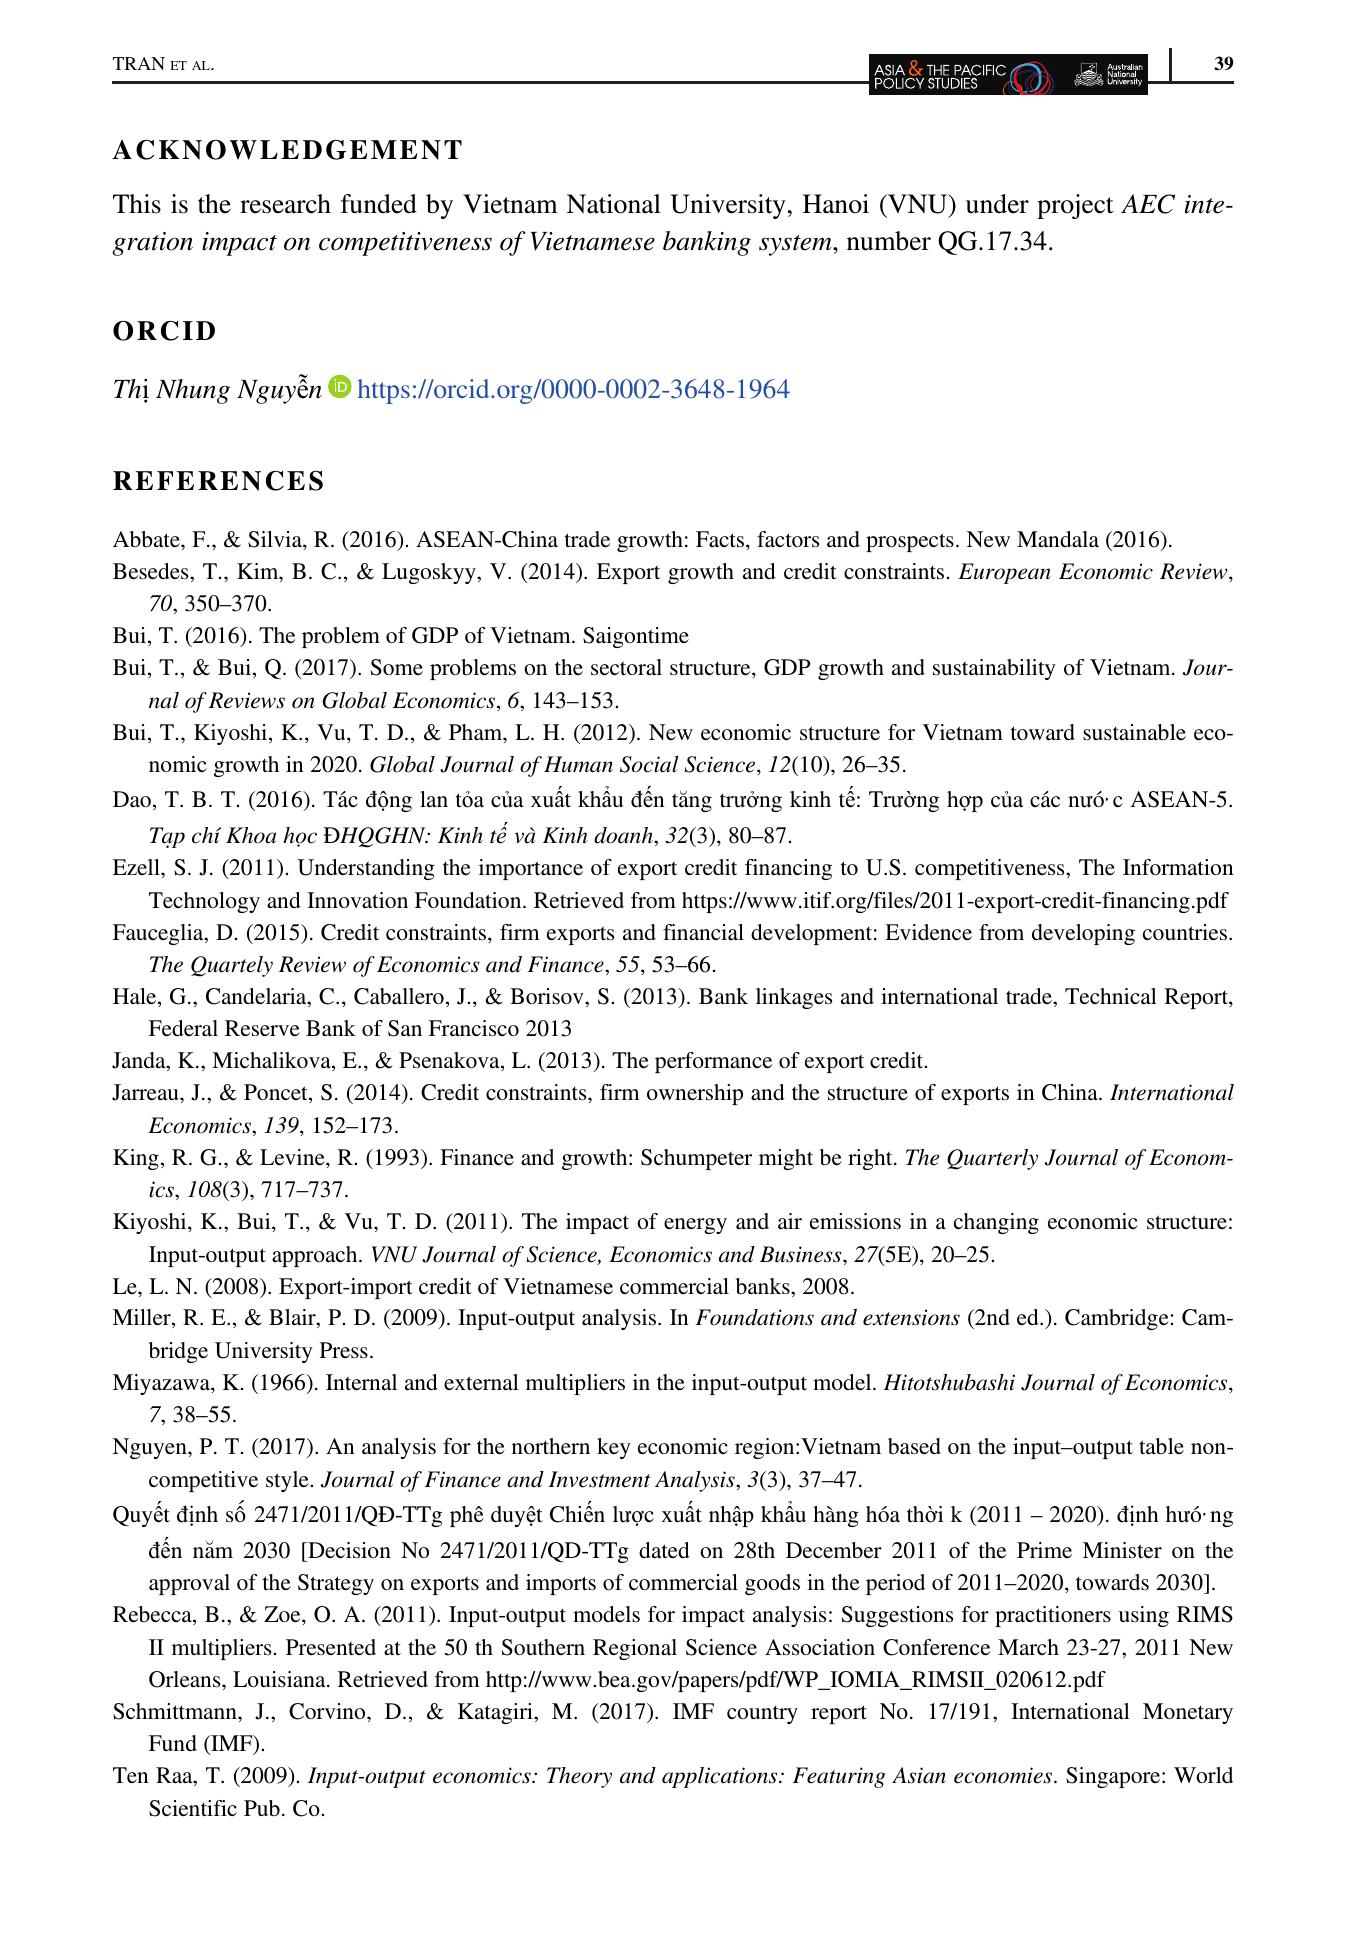 TRAN ET AL.
ASIA & THE PACIFIC
POLICY STUDIES
Australian
National
University
39
ACKNOWLEDGEMENT
This is the research funded by Vietnam National University, Hanoi (VNU) under project AEC inte-
gration impact on competitiveness of Vietnamese banking system, number QG.17.34.
ORCID
Thị Nhung Nguyễn iD https://orcid.org/0000-0002-3648-1964
REFERENCES
Abbate, F., & Silvia, R. (2016). ASEAN-China trade growth: Facts, factors and prospects. New Mandala (2016).
Besedes, T., Kim, B. C., & Lugoskyy, V. (2014). Export growth and credit constraints. European Economic Review,
70, 350–370.
Bui, T. (2016). The problem of GDP of Vietnam. Saigontime
Bui, T., & Bui, Q. (2017). Some problems on the sectoral structure, GDP growth and sustainability of Vietnam. Jour-
nal of Reviews on Global Economics, 6, 143–153.
Bui, T., Kiyoshi, K., Vu, T. D., & Pham, L. H. (2012). New economic structure for Vietnam toward sustainable eco-
nomic growth in 2020. Global Journal of Human Social Science, 12(10), 26–35.
Dao, T. B. T. (2016). Tác động lan tỏa của xuất khẩu đến tăng trưởng kinh tế: Trường hợp của các nướ·c ASEAN-5.
Tạp chí Khoa học ĐHQGHN: Kinh tế và Kinh doanh, 32(3), 80–87.
Ezell, S. J. (2011). Understanding the importance of export credit financing to U.S. competitiveness, The Information
Technology and Innovation Foundation. Retrieved from https://www.itif.org/files/2011-export-credit-financing.pdf
Fauceglia, D. (2015). Credit constraints, firm exports and financial development: Evidence from developing countries.
The Quartely Review of Economics and Finance, 55, 53–66.
Hale, G., Candelaria, C., Caballero, J., & Borisov, S. (2013). Bank linkages and international trade, Technical Report,
Federal Reserve Bank of San Francisco 2013
Janda, K., Michalikova, E., & Psenakova, L. (2013). The performance of export credit.
Jarreau, J., & Poncet, S. (2014). Credit constraints, firm ownership and the structure of exports in China. International
Economics, 139, 152–173.
King, R. G., & Levine, R. (1993). Finance and growth: Schumpeter might be right. The Quarterly Journal of Econom-
ics, 108(3), 717–737.
Kiyoshi, K., Bui, T., & Vu, T. D. (2011). The impact of energy and air emissions in a changing economic structure:
Input-output approach. VNU Journal of Science, Economics and Business, 27(5E), 20–25.
Le, L. N. (2008). Export-import credit of Vietnamese commercial banks, 2008.
Miller, R. E., & Blair, P. D. (2009). Input-output analysis. In Foundations and extensions (2nd ed.). Cambridge: Cam-
bridge University Press.
Miyazawa, K. (1966). Internal and external multipliers in the input-output model. Hitotshubashi Journal of Economics,
7, 38–55.
Nguyen, P. T. (2017). An analysis for the northern key economic region:Vietnam based on the input–output table non-
competitive style. Journal of Finance and Investment Analysis, 3(3), 37–47.
Quyết định số 2471/2011/QĐ-TTg phê duyệt Chiến lược xuất nhập khẩu hàng hóa thời k (2011 – 2020). định hướ·ng
đến năm 2030 [Decision No 2471/2011/QD-TTg dated on 28th December 2011 of the Prime Minister on the
approval of the Strategy on exports and imports of commercial goods in the period of 2011–2020, towards 2030].
Rebecca, B., & Zoe, O. A. (2011). Input-output models for impact analysis: Suggestions for practitioners using RIMS
II multipliers. Presented at the 50 th Southern Regional Science Association Conference March 23-27, 2011 New
Orleans, Louisiana. Retrieved from http://www.bea.gov/papers/pdf/WP_IOMIA_RIMSII_020612.pdf
Schmittmann, J., Corvino, D., & Katagiri, M. (2017). IMF country report No. 17/191, International Monetary
Fund (IMF).
Ten Raa, T. (2009). Input-output economics: Theory and applications: Featuring Asian economies. Singapore: World
Scientific Pub. Co.